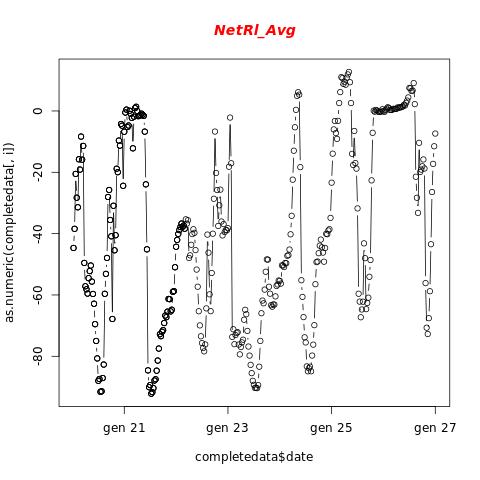 NetRl_Avg
as.numeric(completedata[, i])
0
-20
-40
-60
-80
gen 21
gen 23
gen 25
gen 27
completedata$date